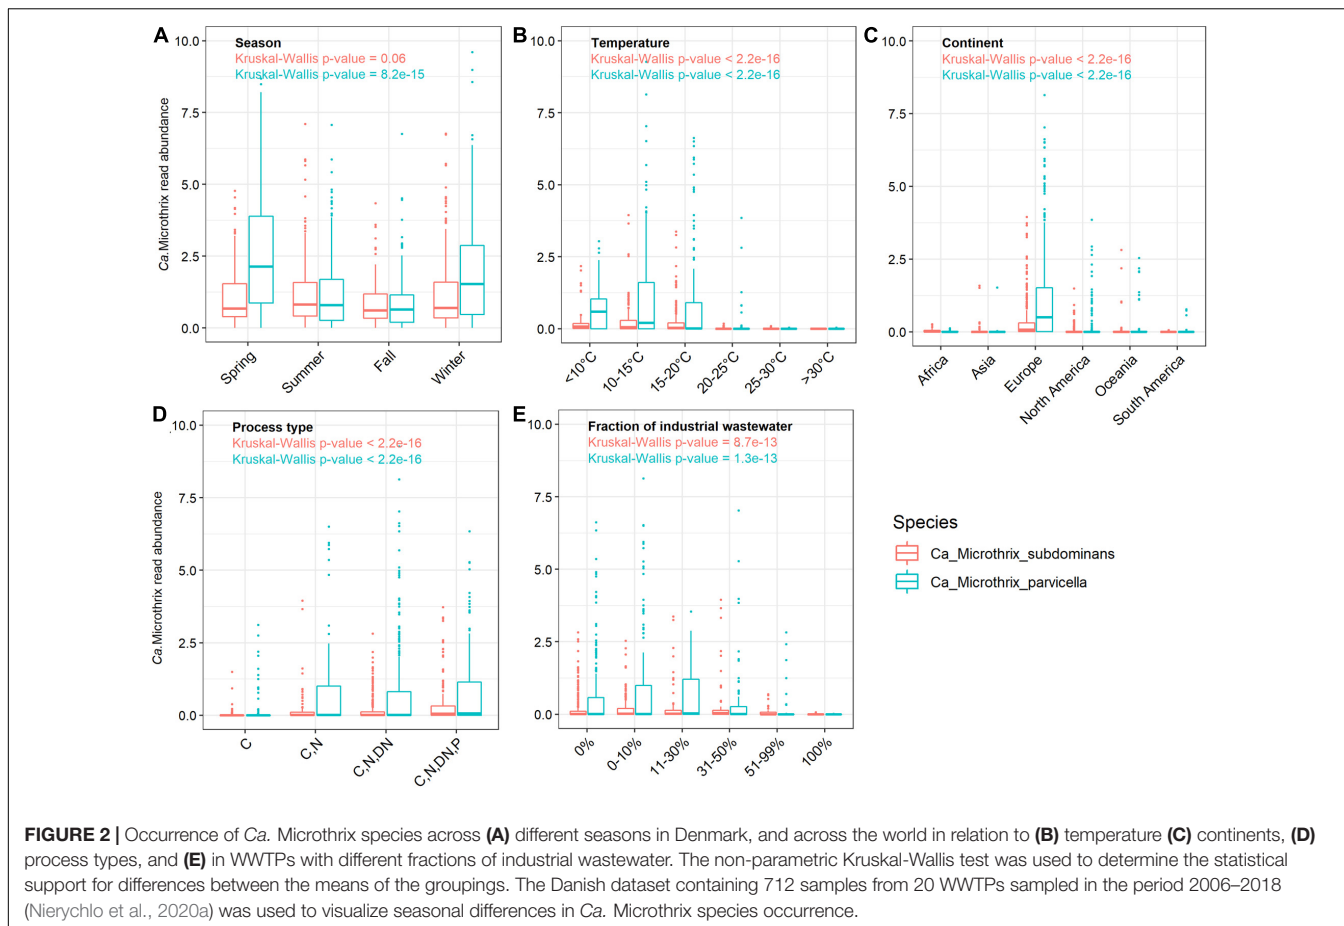 A
Season
Kruskal-Wallis p-value = 0.06
Kruskal-Wallis p-value = 8.2e-15
Ca.Microthrix read abundance
10.0
7.5
5.0
2.5
0.0
Spring
Summer
Fall
Winter
B
Temperature
Kruskal-Wallis p-value < 2.2e-16
Kruskal-Wallis p-value < 2.2e-16
10.0
7.5
5.0
2.5
0.0
<10°C
10-15°C
15-20°C
20-25°C
25-30°C
>30°C
C
Continent
Kruskal-Wallis p-value < 2.2e-16
Kruskal-Wallis p-value < 2.2e-16
10.0
7.5
5.0
2.5
0.0
Africa
Asia
Europe
North America
Oceania
South America
D
Process type
Kruskal-Wallis p-value < 2.2e-16
Kruskal-Wallis p-value < 2.2e-16
Ca.Microthrix read abundance
10.0
7.5
5.0
2.5
0.0
C
C,N
C,N,DN
C,N,DN,P
E
Fraction of industrial wastewater
Kruskal-Wallis p-value = 8.7e-13
Kruskal-Wallis p-value = 1.3e-13
10.0
7.5
5.0
2.5
0.0
0%
0-10%
11-30%
31-50%
51-99%
100%
Species
Ca_Microthrix_subdominans
Ca_Microthrix_parvicella
FIGURE 2 | Occurrence of Ca. Microthrix species across (A) different seasons in Denmark, and across the world in relation to (B) temperature (C) continents, (D)
process types, and (E) in WWTPs with different fractions of industrial wastewater. The non-parametric Kruskal-Wallis test was used to determine the statistical
support for differences between the means of the groupings. The Danish dataset containing 712 samples from 20 WWTPs sampled in the period 2006–2018
(Nierychlo et al., 2020a) was used to visualize seasonal differences in Ca. Microthrix species occurrence.